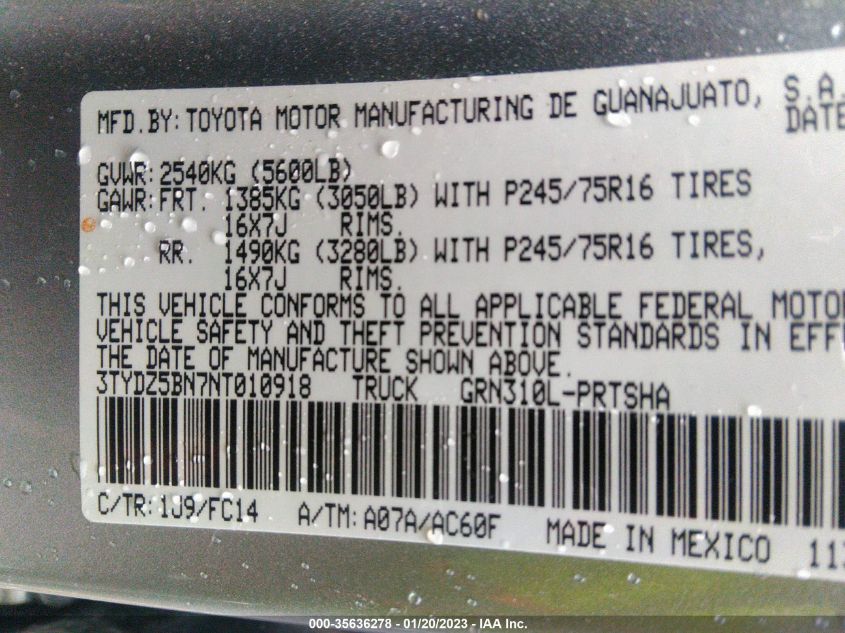 MFD.BY:TOYOTA MOTOR MANUFACTURING DE GUANAJUATO, S.A.
DATE
GVWR:2540KG (5600LB)
GAWR:FRT. 1385KG (3050LB) WITH P245/75R16 TIRES
16X7J RIMS.
RR. 1490KG (3280LB) WITH P245/75R16 TIRES,
16X7J RIMS.
THIS VEHICLE CONFORMS TO ALL APPLICABLE FEDERAL MOTOR
VEHICLE SAFETY AND THEFT PREVENTION STANDARDS IN EFF
THE DATE OF MANUFACTURE SHOWN ABOVE.
3TYDZ5BN7NT010918 TRUCK GRN310L-PRTSHA
C/TR:1J9/FC14 A/TM:A07A/AC60F MADE IN MEXICO 113
000-35636278 - 01/20/2023 - IAA Inc.